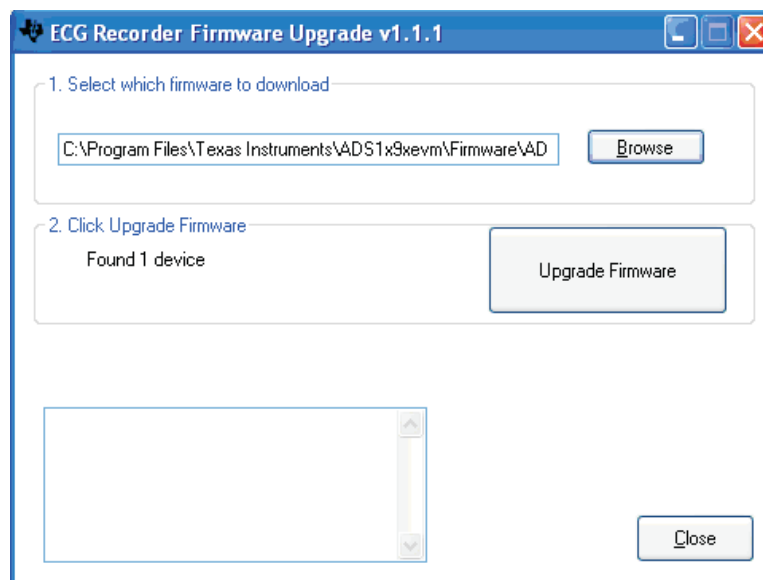 ECG Recorder Firmware Upgrade v1.1.1
1. Select which firmware to download
C:\Program Files\Texas Instruments\ADS1x9xevm\Firmware\AD
Browse
2. Click Upgrade Firmware
Found 1 device
Upgrade Firmware
Close